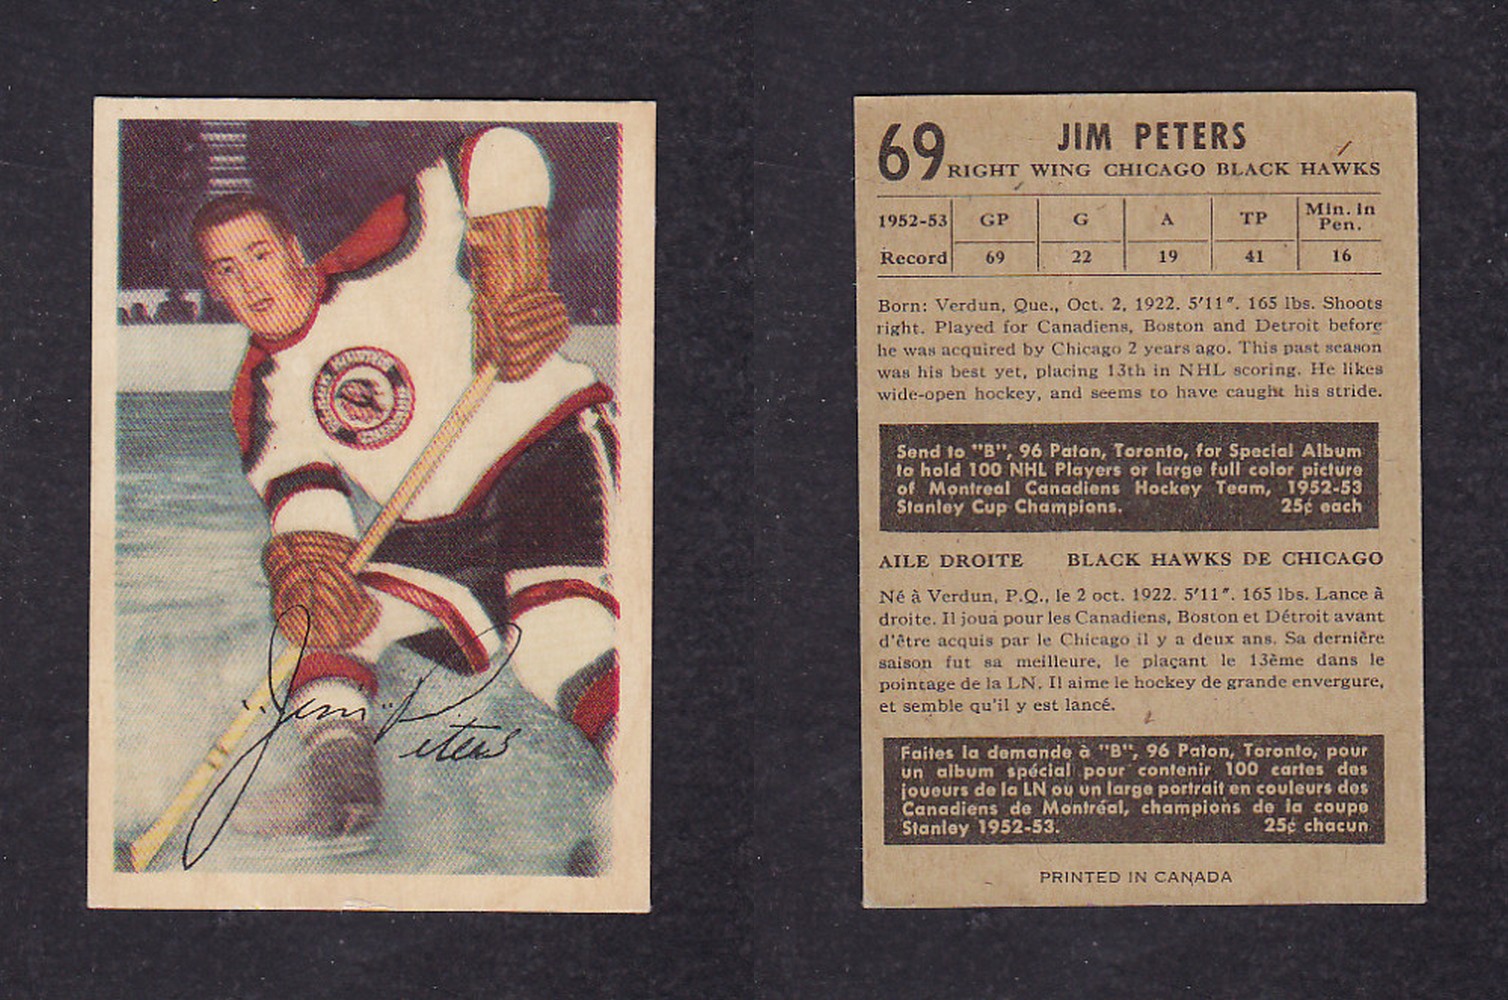 "Jim" Peters
69
JIM PETERS
RIGHT WING CHICAGO BLACK HAWKS
1952-53 GP G A TP Min. in Pen.
Record 69 22 19 41 16
Born: Verdun, Que., Oct. 2, 1922. 5'11". 165 lbs. Shoots
right. Played for Canadiens, Boston and Detroit before
he was acquired by Chicago 2 years ago. This past season
was his best yet, placing 13th in NHL scoring. He likes
wide-open hockey, and seems to have caught his stride.
Send to "B", 96 Paton, Toronto, for Special Album
to hold 100 NHL Players or large full color picture
of Montreal Canadiens Hockey Team, 1952-53
Stanley Cup Champions. 25¢ each
AILE DROITE BLACK HAWKS DE CHICAGO
Né à Verdun, P.Q., le 2 oct. 1922. 5'11". 165 lbs. Lance à
droite. Il joua pour les Canadiens, Boston et Détroit avant
d'être acquis par le Chicago il y a deux ans. Sa dernière
saison fut sa meilleure, le plaçant le 13ème dans le
pointage de la LN. Il aime le hockey de grande envergure,
et semble qu'il y est lancé.
Faites la demande à "B", 96 Paton, Toronto, pour
un album spécial pour contenir 100 cartes des
joueurs de la LN ou un large portrait en couleurs des
Canadiens de Montréal, champions de la coupe
Stanley 1952-53. 25¢ chacun
PRINTED IN CANADA